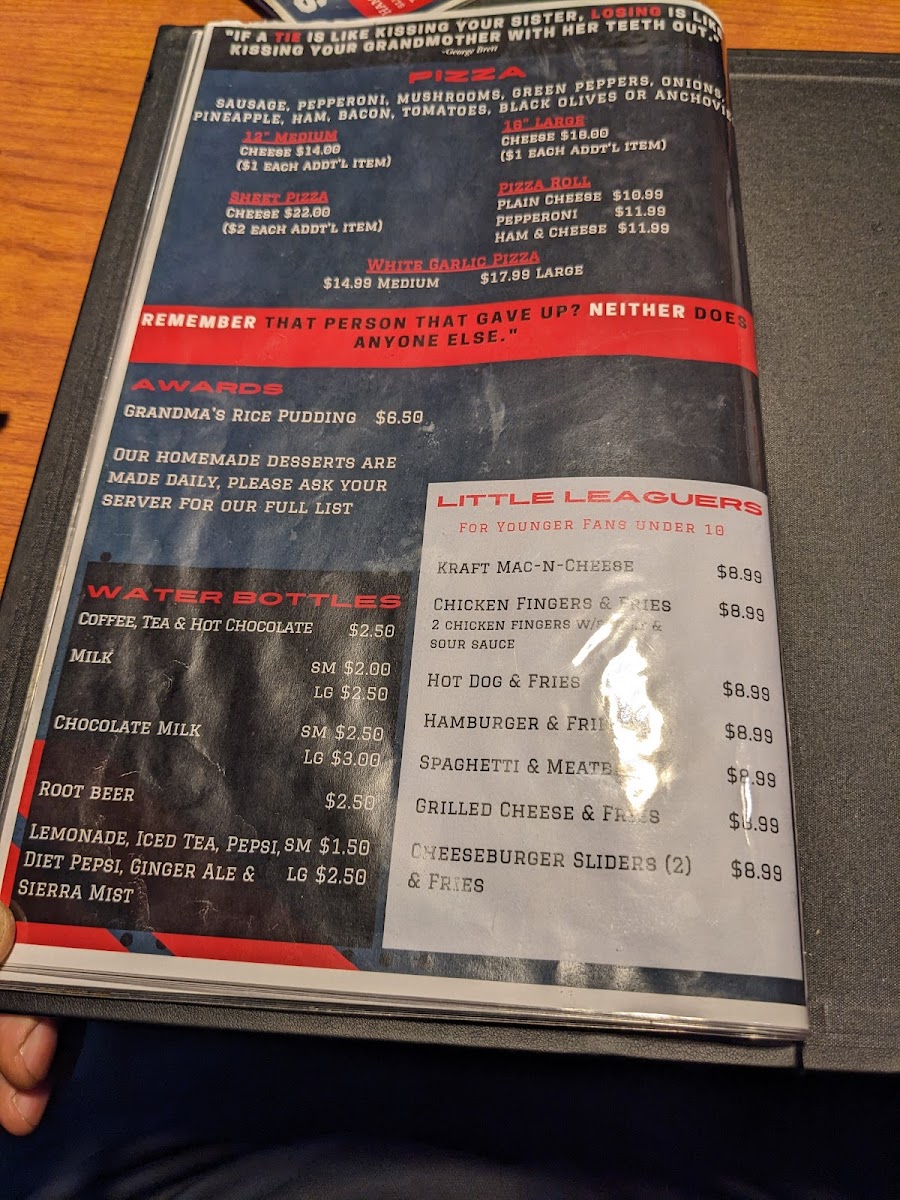 "IF A TIE IS LIKE KISSING YOUR SISTER, LOSING IS LIKE
KISSING YOUR GRANDMOTHER WITH HER TEETH OUT."
-George Brett
PIZZA
SAUSAGE, PEPPERONI, MUSHROOMS, GREEN PEPPERS, ONIONS,
PINEAPPLE, HAM, BACON, TOMATOES, BLACK OLIVES OR
12" MEDIUM
CHEESE $14.00
($1 EACH ADDT'L ITEM)
16" LARGE
CHEESE $18.00
($1 EACH ADDT'L ITEM)
SHEET PIZZA
CHEESE $22.00
($2 EACH ADDT'L ITEM)
PIZZA ROLL
PLAIN CHEESE $10.99
PEPPERONI $11.99
HAM & CHEESE $11.99
WHITE GARLIC PIZZA
$14.99 MEDIUM $17.99 LARGE
REMEMBER THAT PERSON THAT GAVE UP? NEITHER DOES
ANYONE ELSE."
AWARDS
GRANDMA'S RICE PUDDING $6.50
OUR HOMEMADE DESSERTS ARE
MADE DAILY, PLEASE ASK YOUR
SERVER FOR OUR FULL LIST
WATER BOTTLES
COFFEE, TEA & HOT CHOCOLATE $2.50
MILK SM $2.00
LG $2.50
CHOCOLATE MILK SM $2.50
LG $3.00
ROOT BEER $2.50
LEMONADE, ICED TEA, PEPSI, SM $1.50
DIET PEPSI, GINGER ALE & LG $2.50
SIERRA MIST
LITTLE LEAGUERS
FOR YOUNGER FANS UNDER 10
KRAFT MAC-N-CHEESE $8.99
CHICKEN FINGERS & FRIES $8.99
2 CHICKEN FINGERS &
SOUR SAUCE
HOT DOG & FRIES $8.99
HAMBURGER & $8.99
SPAGHETTI & $8.99
GRILLED CHEESE & FRIES $8.99
CHEESEBURGER SLIDERS (2) $8.99
& FRIES